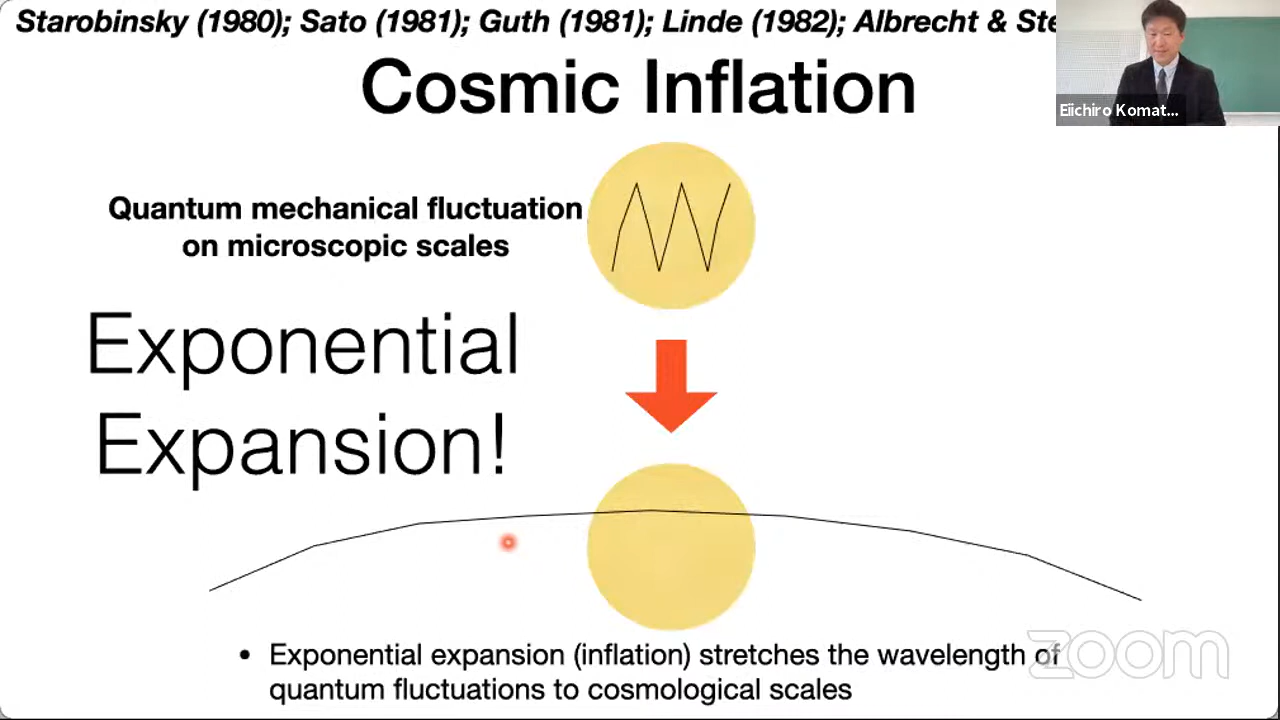 Starobinsky (1980); Sato (1981); Guth (1981); Linde (1982); Albrecht & Ste
Eiichiro Komat...
Cosmic Inflation
Quantum mechanical fluctuation
on microscopic scales
Exponential
Expansion!
• Exponential expansion (inflation) stretches the wavelength of
quantum fluctuations to cosmological scales
zoom